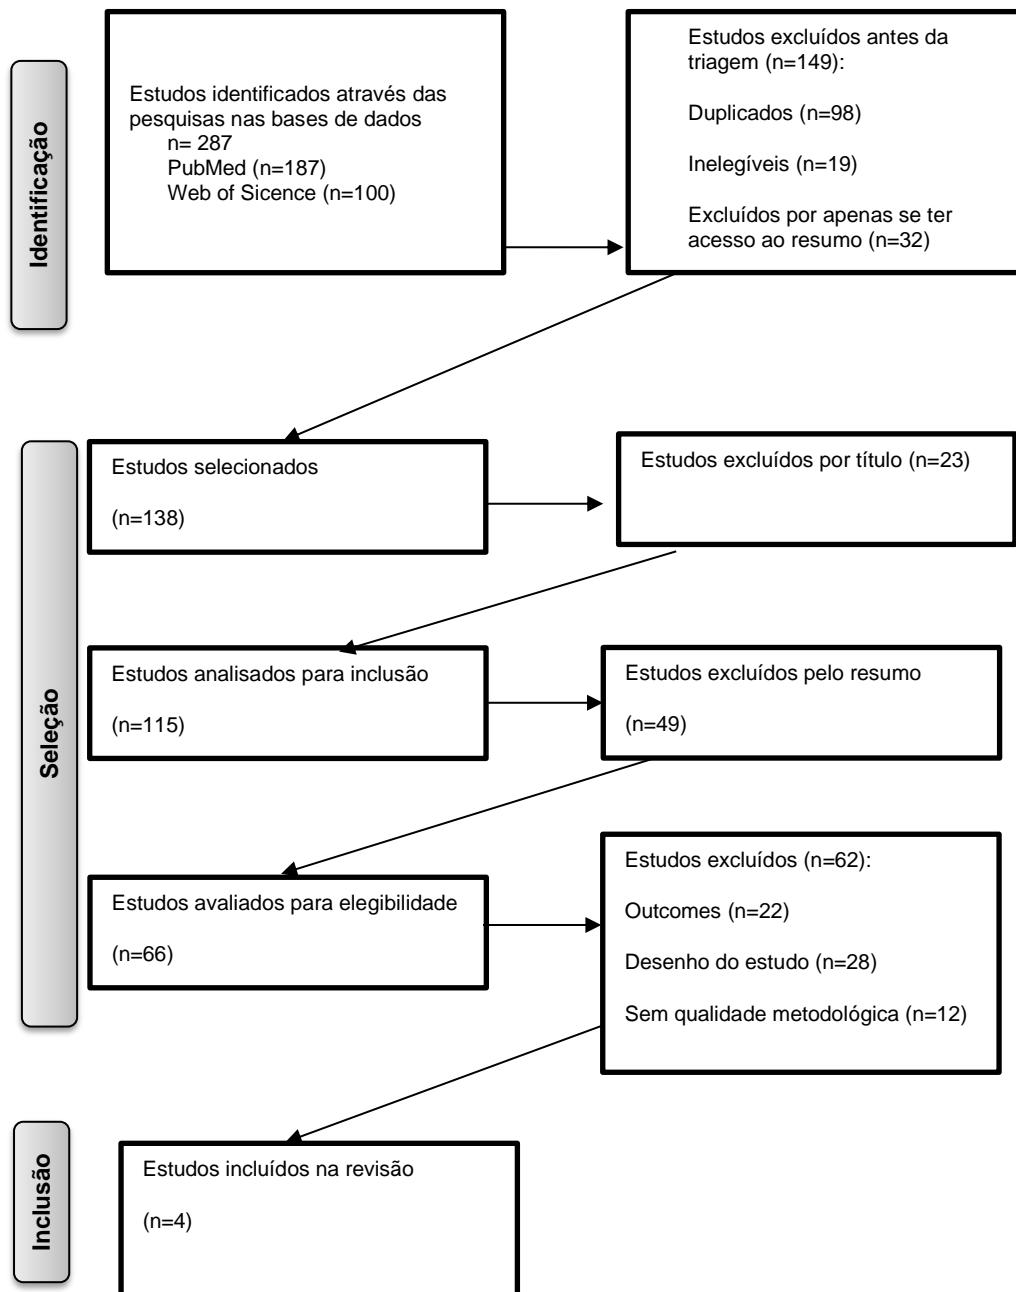 Identificação
Estudos identificados através das
pesquisas nas bases de dados
n= 287
PubMed (n=187)
Web of Sicence (n=100)
Estudos excluídos antes da
triagem (n=149):
Duplicados (n=98)
Inelegíveis (n=19)
Excluídos por apenas se ter
acesso ao resumo (n=32)
Seleção
Estudos selecionados
(n=138)
Estudos excluídos por título (n=23)
Estudos analisados para inclusão
(n=115)
Estudos excluídos pelo resumo
(n=49)
Estudos avaliados para elegibilidade
(n=66)
Estudos excluídos (n=62):
Outcomes (n=22)
Desenho do estudo (n=28)
Sem qualidade metodológica (n=12)
Inclusão
Estudos incluídos na revisão
(n=4)